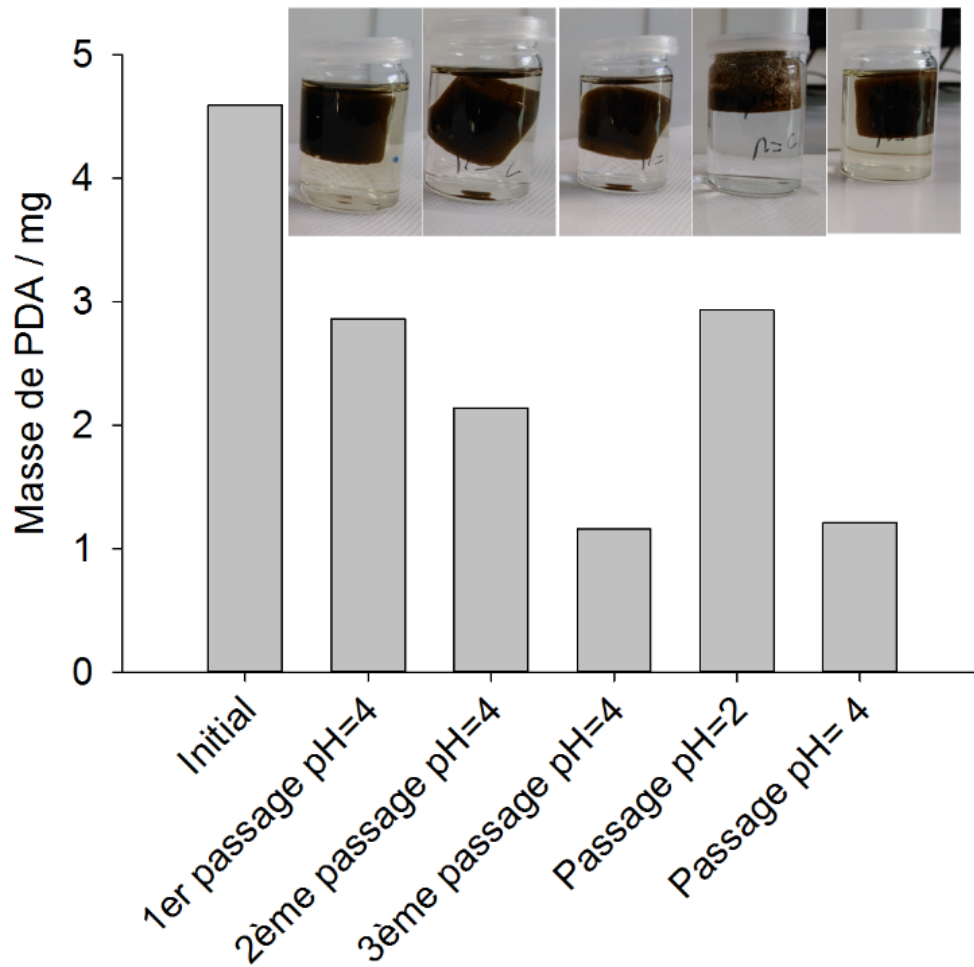 Masse de PDA / mg
5
4
3
2
1
0
Initial
1er passage pH=4
2ème passage pH=4
3ème passage pH=4
Passage pH=2
Passage pH= 4